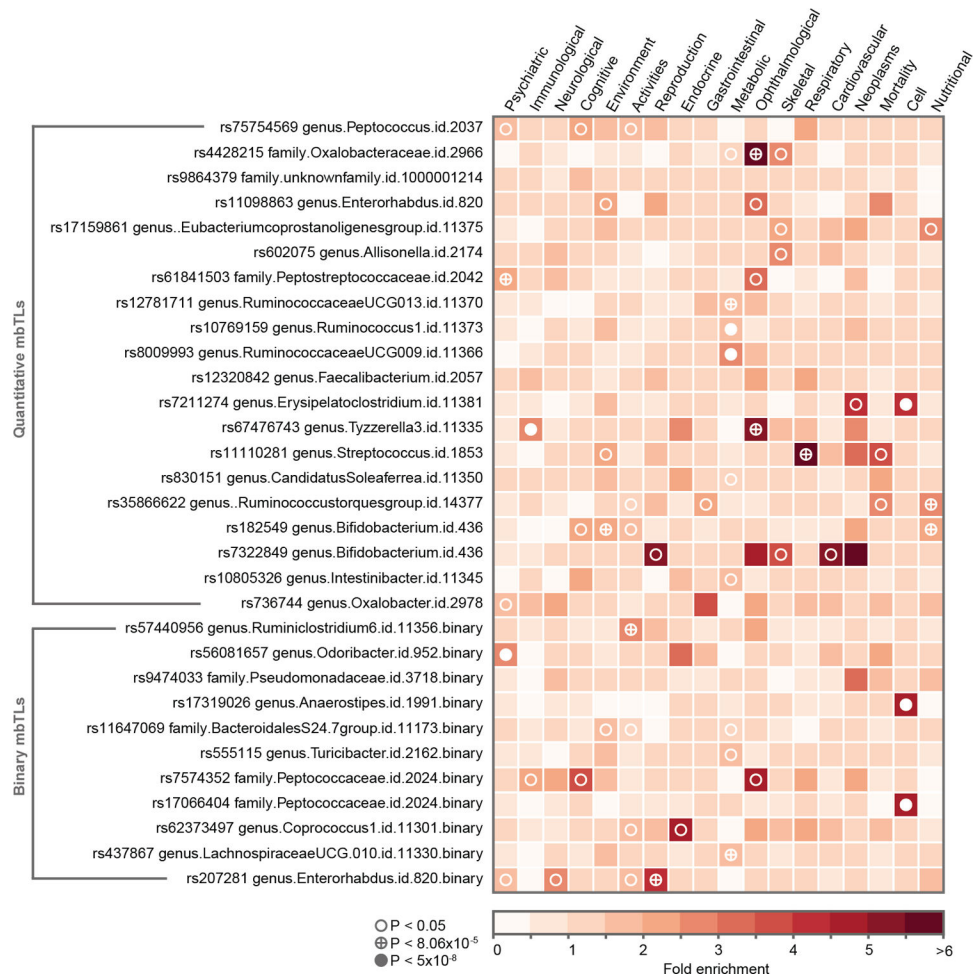 Psychiatric
Immunological
Neurological
Cognitive
Environment
Activities
Reproduction
Endocrine
Gastrointestinal
Metabolic
Ophthalmological
Skeletal
Respiratory
Cardiovascular
Neoplasms
Mortality
Cell
Nutritional
Quantitative mbTLs
rs75754569 genus.Peptococcus.id.2037
rs4428215 family.Oxalobacteraceae.id.2966
rs9864379 family.unknownfamily.id.1000001214
rs11098863 genus.Enterorhabdus.id.820
rs17159861 genus..Eubacteriumcoprostanoligenesgroup.id.11375
rs602075 genus.Allisonella.id.2174
rs61841503 family.Peptostreptococcaceae.id.2042
rs12781711 genus.RuminococcaceaeUCG013.id.11370
rs10769159 genus.Ruminococcus1.id.11373
rs8009993 genus.RuminococcaceaeUCG009.id.11366
rs12320842 genus.Faecalibacterium.id.2057
rs7211274 genus.Erysipelatoclostridium.id.11381
rs67476743 genus.Tyzzerella3.id.11335
rs11110281 genus.Streptococcus.id.1853
rs830151 genus.CandidatusSoleaferrea.id.11350
rs35866622 genus..Ruminococcustorquesgroup.id.14377
rs182549 genus.Bifidobacterium.id.436
rs7322849 genus.Bifidobacterium.id.436
rs10805326 genus.Intestinibacter.id.11345
rs736744 genus.Oxalobacter.id.2978
Binary mbTLs
rs57440956 genus.Ruminiclostridium6.id.11356.binary
rs56081657 genus.Odoribacter.id.952.binary
rs9474033 family.Pseudomonadaceae.id.3718.binary
rs17319026 genus.Anaerostipes.id.1991.binary
rs11647069 family.BacteroidalesS24.7group.id.11173.binary
rs555115 genus.Turicibacter.id.2162.binary
rs7574352 family.Peptococcaceae.id.2024.binary
rs17066404 family.Peptococcaceae.id.2024.binary
rs62373497 genus.Coprococcus1.id.11301.binary
rs437867 genus.LachnospiraceaeUCG.010.id.11330.binary
rs207281 genus.Enterorhabdus.id.820.binary
P < 0.05
P < 8.06x10⁻⁵
P < 5x10⁻⁸
0 1 2 3 4 5 >6
Fold enrichment